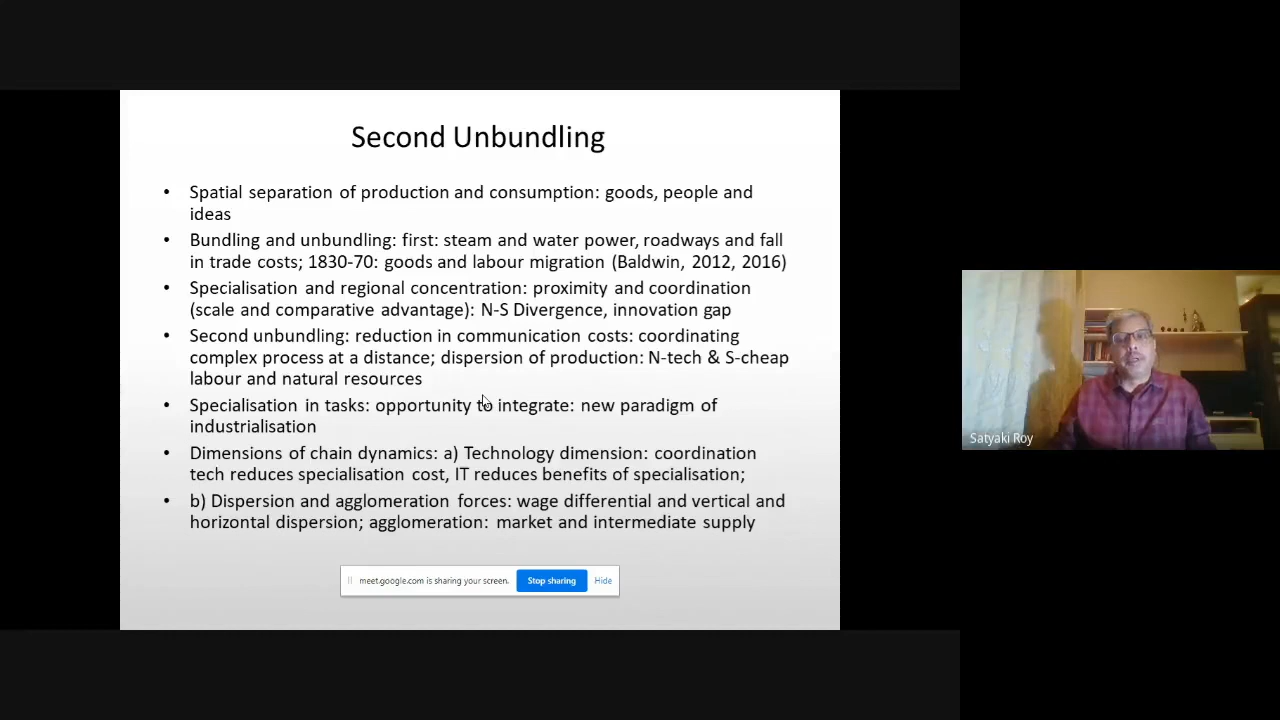 Second Unbundling
• Spatial separation of production and consumption: goods, people and
ideas
• Bundling and unbundling: first: steam and water power, roadways and fall
in trade costs; 1830-70: goods and labour migration (Baldwin, 2012, 2016)
• Specialisation and regional concentration: proximity and coordination
(scale and comparative advantage): N-S Divergence, innovation gap
• Second unbundling: reduction in communication costs: coordinating
complex process at a distance; dispersion of production: N-tech & S-cheap
labour and natural resources
• Specialisation in tasks: opportunity to integrate: new paradigm of
industrialisation
• Dimensions of chain dynamics: a) Technology dimension: coordination
tech reduces specialisation cost, IT reduces benefits of specialisation;
• b) Dispersion and agglomeration forces: wage differential and vertical and
horizontal dispersion; agglomeration: market and intermediate supply
meet.google.com is sharing your screen. Stop sharing Hide
Satyaki Roy